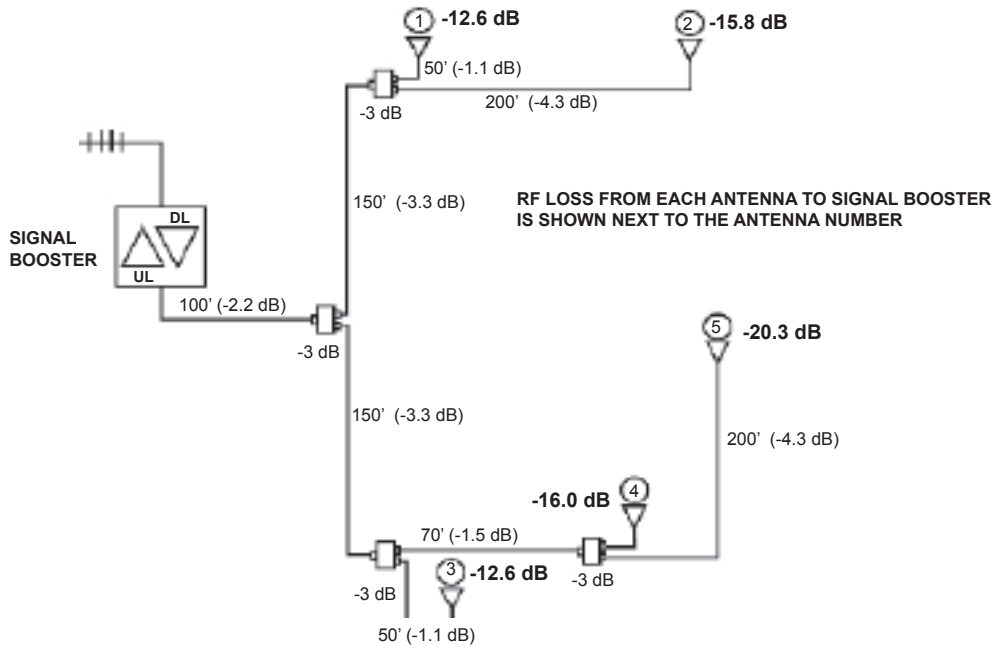 1 -12.6 dB
2 -15.8 dB
50' (-1.1 dB)
200' (-4.3 dB)
-3 dB
150' (-3.3 dB)
RF LOSS FROM EACH ANTENNA TO SIGNAL BOOSTER
IS SHOWN NEXT TO THE ANTENNA NUMBER
DL
SIGNAL
BOOSTER
UL
100' (-2.2 dB)
-3 dB
5 -20.3 dB
150' (-3.3 dB)
200' (-4.3 dB)
-16.0 dB 4
70' (-1.5 dB)
3 -12.6 dB
-3 dB
-3 dB
50' (-1.1 dB)